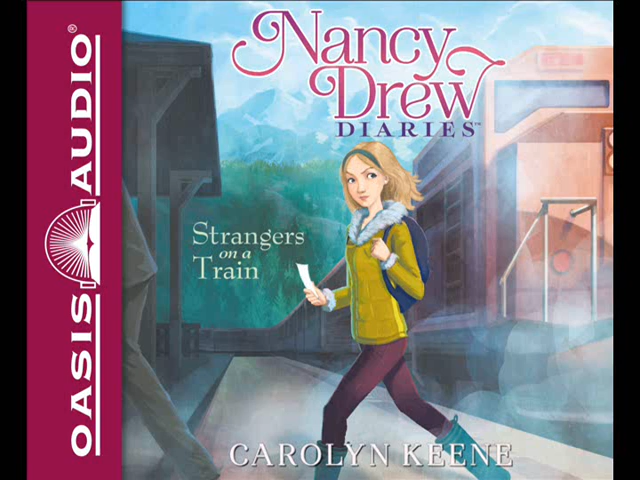 OASIS AUDIO®
Nancy
Drew
DIARIES™
Strangers
on a
Train
CAROLYN KEENE